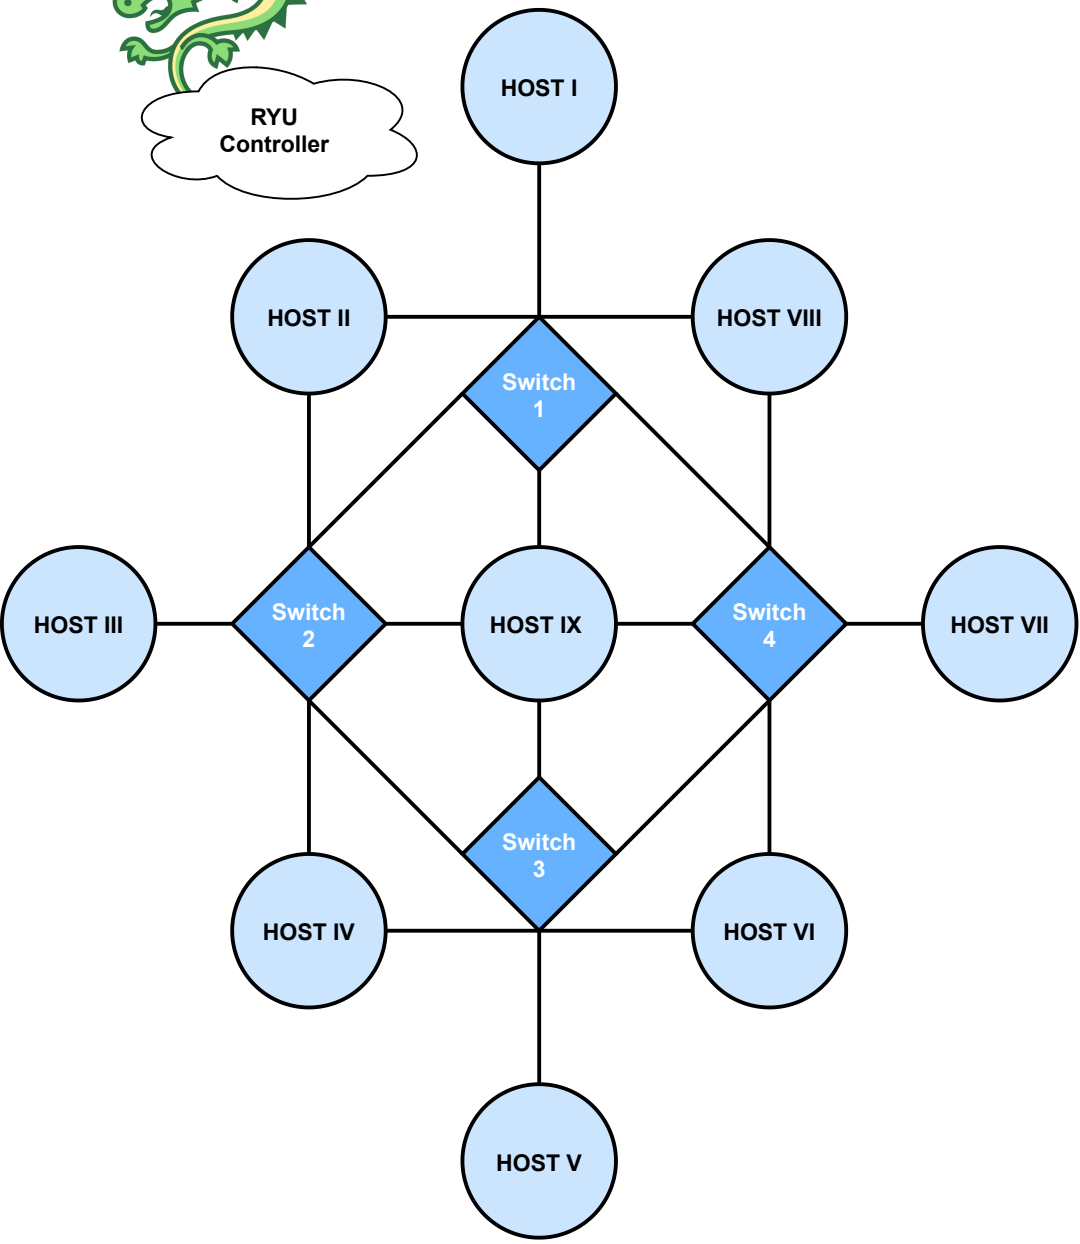 HOST I
RYU
Controller
HOST II
HOST VIII
Switch
1
HOST III
Switch
2
HOST IX
Switch
4
HOST VII
Switch
3
HOST IV
HOST VI
HOST V